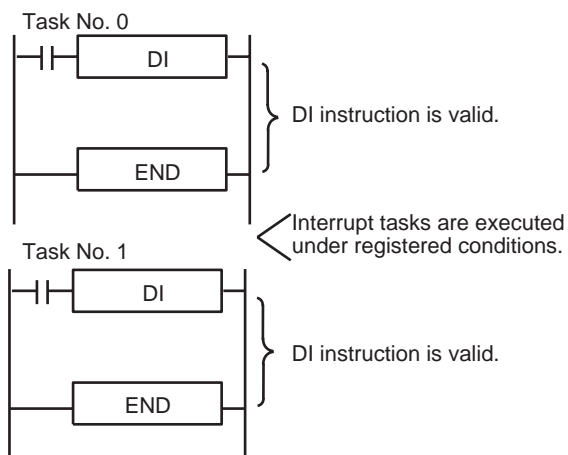 Task No. 0
DI
DI instruction is valid.
END
Interrupt tasks are executed
under registered conditions.
Task No. 1
DI
DI instruction is valid.
END